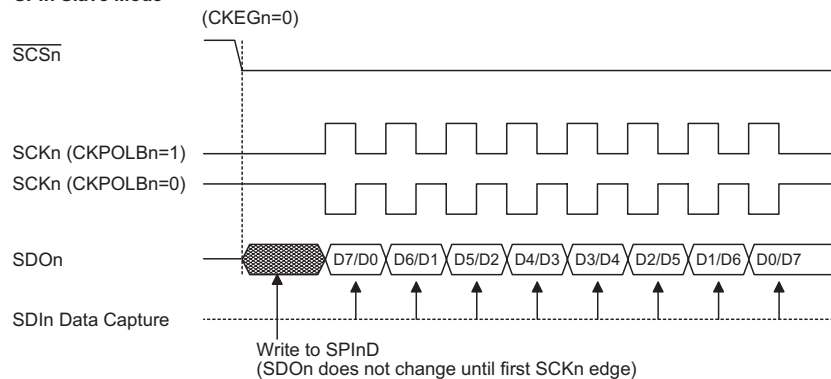 (CKEGn=0)
SCSn
SCKn (CKPOLBn=1)
SCKn (CKPOLBn=0)
SDOn
D7/D0 D6/D1 D5/D2 D4/D3 D3/D4 D2/D5 D1/D6 D0/D7
SDIn Data Capture
Write to SPInD
(SDOn does not change until first SCKn edge)